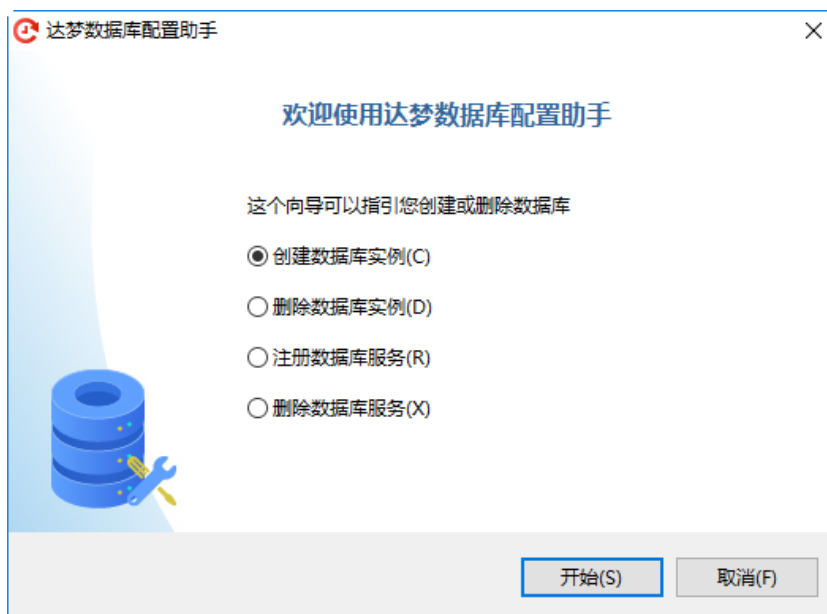 达梦数据库配置助手
欢迎使用达梦数据库配置助手
这个向导可以指引您创建或删除数据库
创建数据库实例(C)
删除数据库实例(D)
注册数据库服务(R)
删除数据库服务(X)
开始(S)
取消(F)